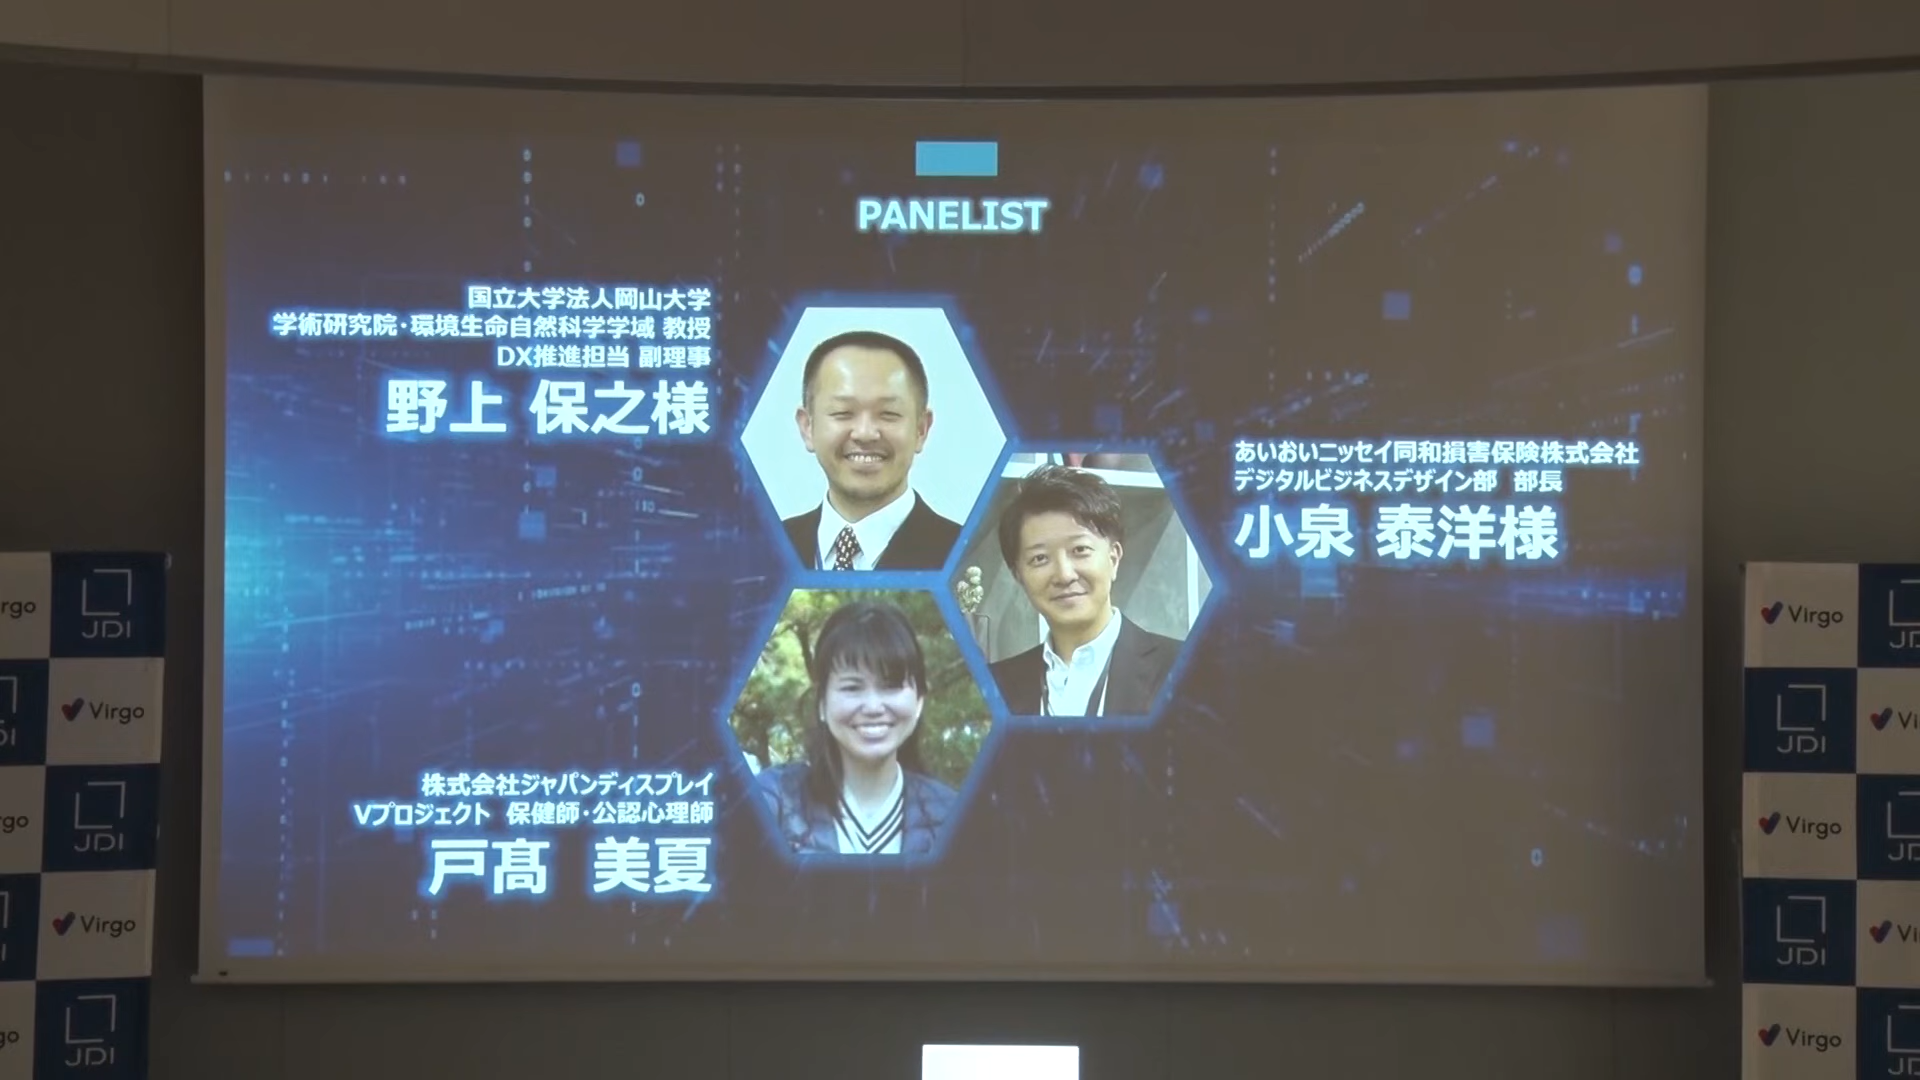 PANELIST
国立大学法人岡山大学
学術研究院・環境生命自然科学学域 教授
DX推進担当 副理事
野上 保之様
あいおいニッセイ同和損害保険株式会社
デジタルビジネスデザイン部 部長
小泉 泰洋様
株式会社ジャパンディスプレイ
Vプロジェクト 保健師・公認心理師
戸髙 美夏
JDI
Virgo
JDI
Virgo
JDI
Virgo
JDI
Virgo
JDI
Virgo